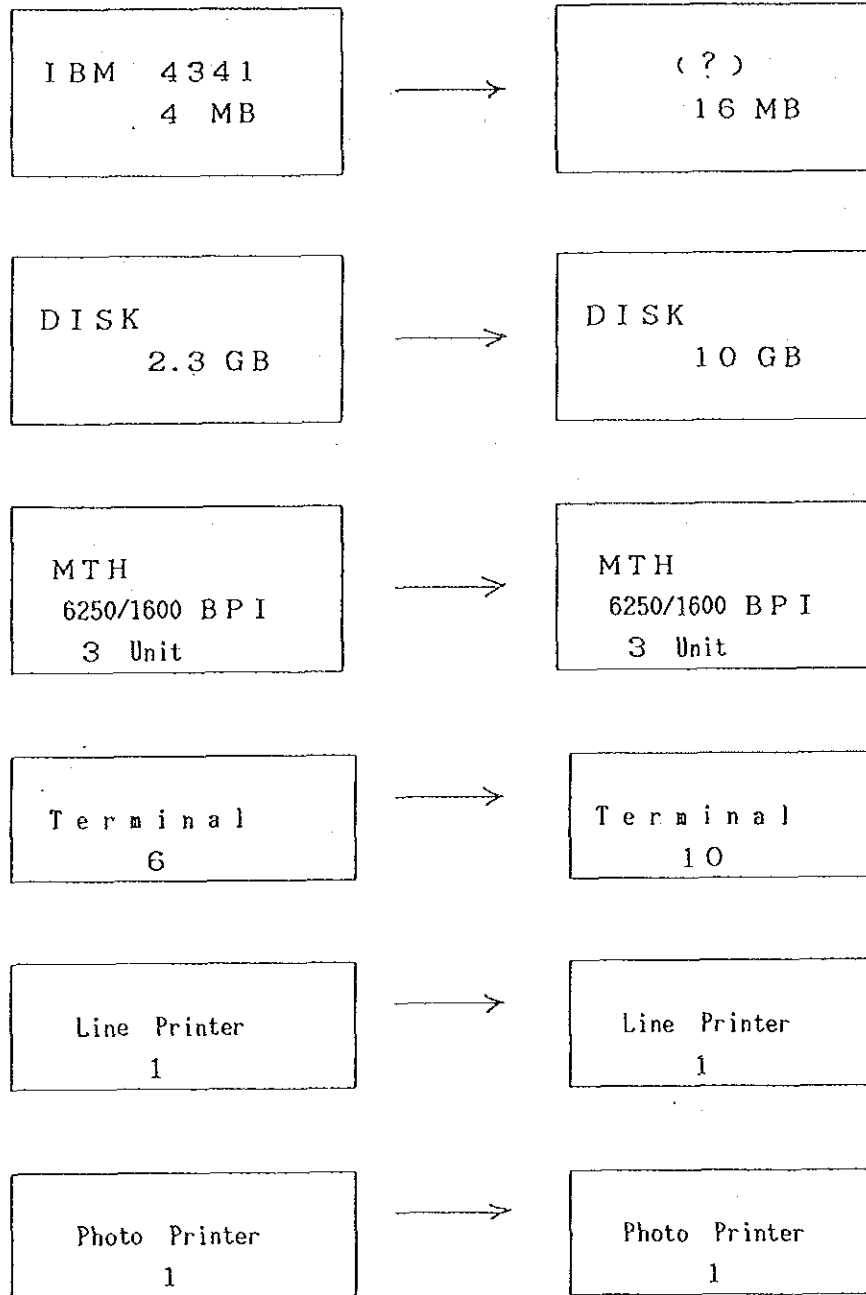 IBM 4341
4 MB
(?)
16 MB
DISK
2.3 GB
DISK
10 GB
MTH
6250/1600 BPI
3 Unit
MTH
6250/1600 BPI
3 Unit
Terminal
6
Terminal
10
Line Printer
1
Line Printer
1
Photo Printer
1
Photo Printer
1